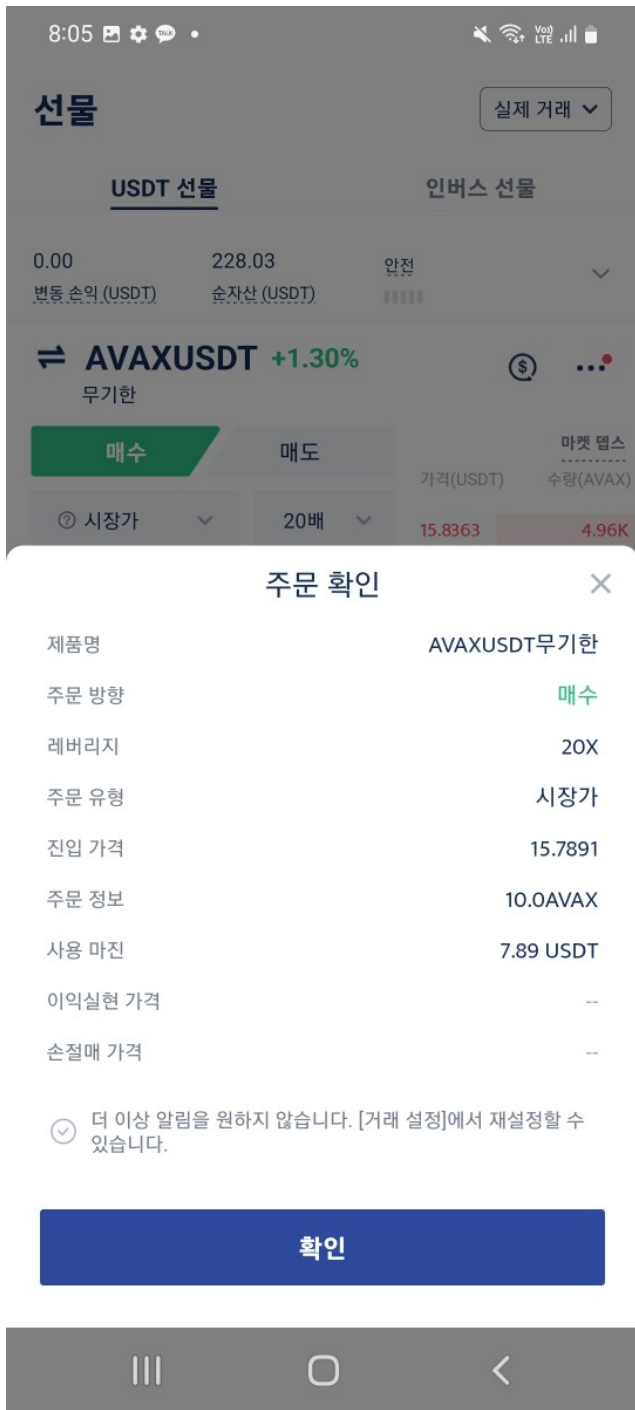 8:05
선물
실제 거래
USDT 선물
인버스 선물
0.00
228.03
안전
변동 손익 (USDT)
순자산 (USDT)
AVAXUSDT +1.30%
무기한
매수
매도
마켓 뎁스
가격(USDT)
수량(AVAX)
시장가
20배
15.8363
4.96K
주문 확인
제품명
AVAXUSDT무기한
주문 방향
매수
레버리지
20X
주문 유형
시장가
진입 가격
15.7891
주문 정보
10.0AVAX
사용 마진
7.89 USDT
이익실현 가격
--
손절매 가격
--
더 이상 알림을 원하지 않습니다. [거래 설정]에서 재설정할 수
있습니다.
확인